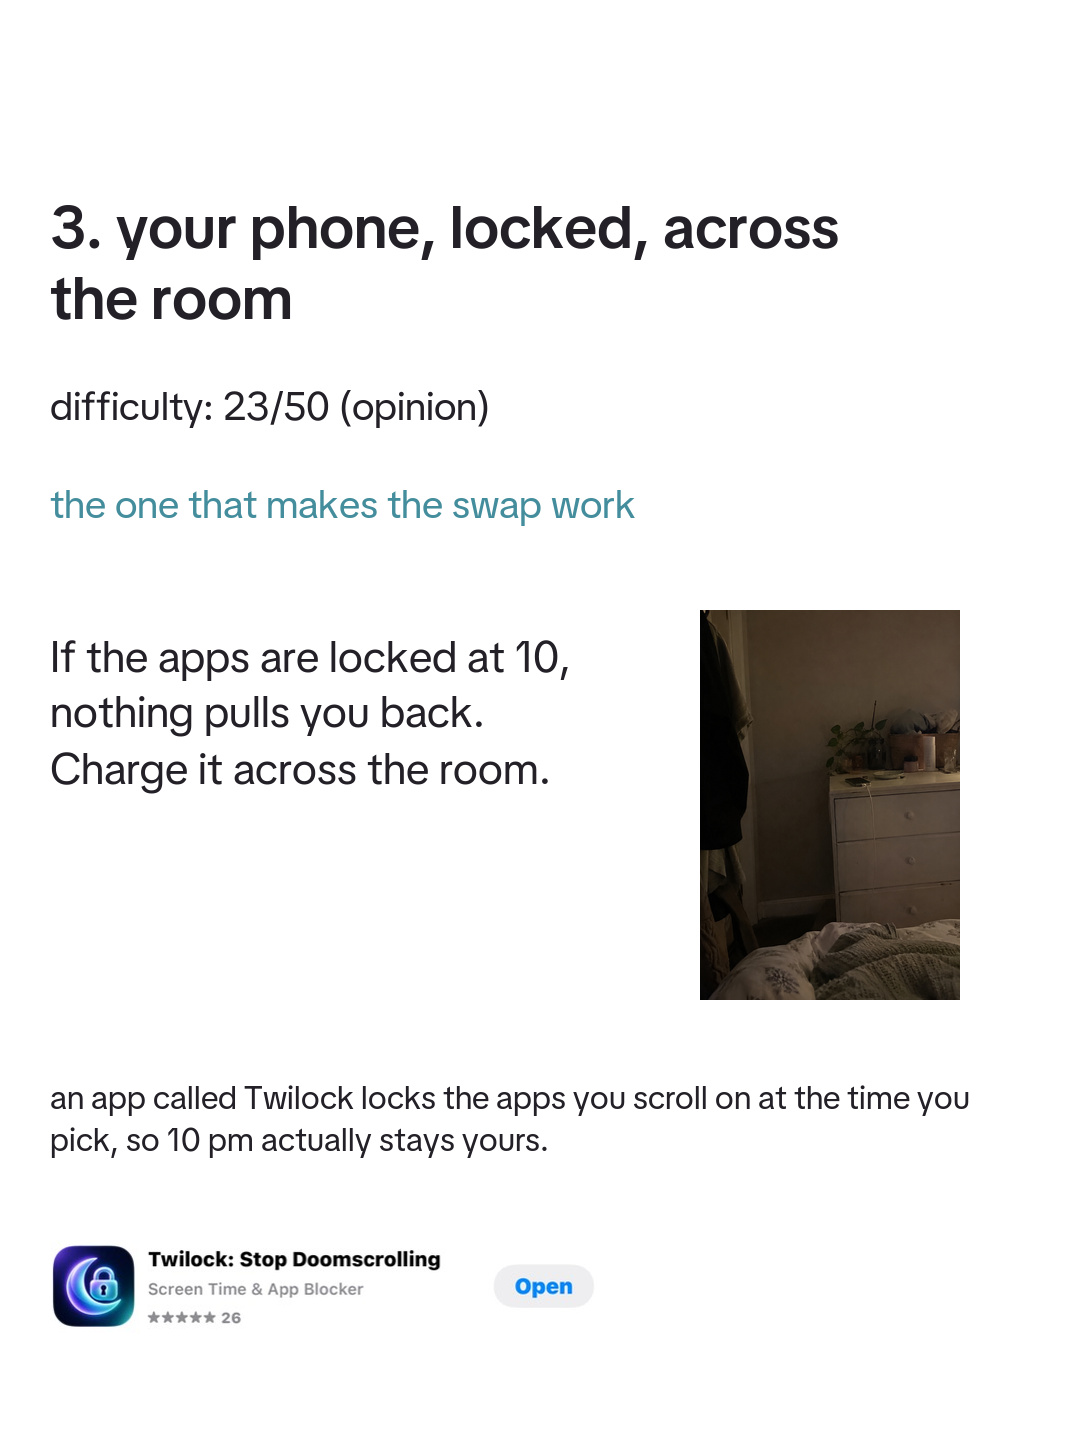 3. your phone, locked, across
the room
difficulty: 23/50 (opinion)
the one that makes the swap work
If the apps are locked at 10,
nothing pulls you back.
Charge it across the room.
an app called Twilock locks the apps you scroll on at the time you
pick, so 10 pm actually stays yours.
Twilock: Stop Doomscrolling
Screen Time & App Blocker
★★★★★ 26
Open